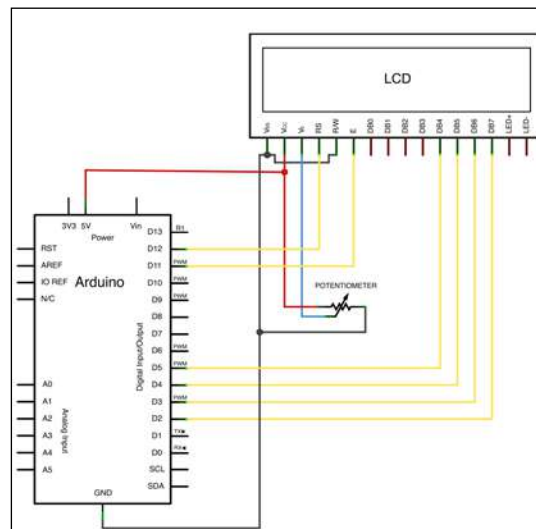 LCD
Vss
Vcc
V0
RS
R/W
E
DB0
DB1
DB2
DB3
DB4
DB5
DB6
DB7
LED+
LED-
3V3 5V Vin
Power
Arduino
RST
AREF
IO REF
N/C
A0
A1
A2
A3
A4
A5
Analog Input
D13
D12
D11 PWM
D10 PWM
D9 PWM
D8
D7
D6 PWM
D5 PWM
D4
D3 PWM
D2
D1
D0
SCL
SDA
Digital Input/Output
GND
POTENTIOMETER